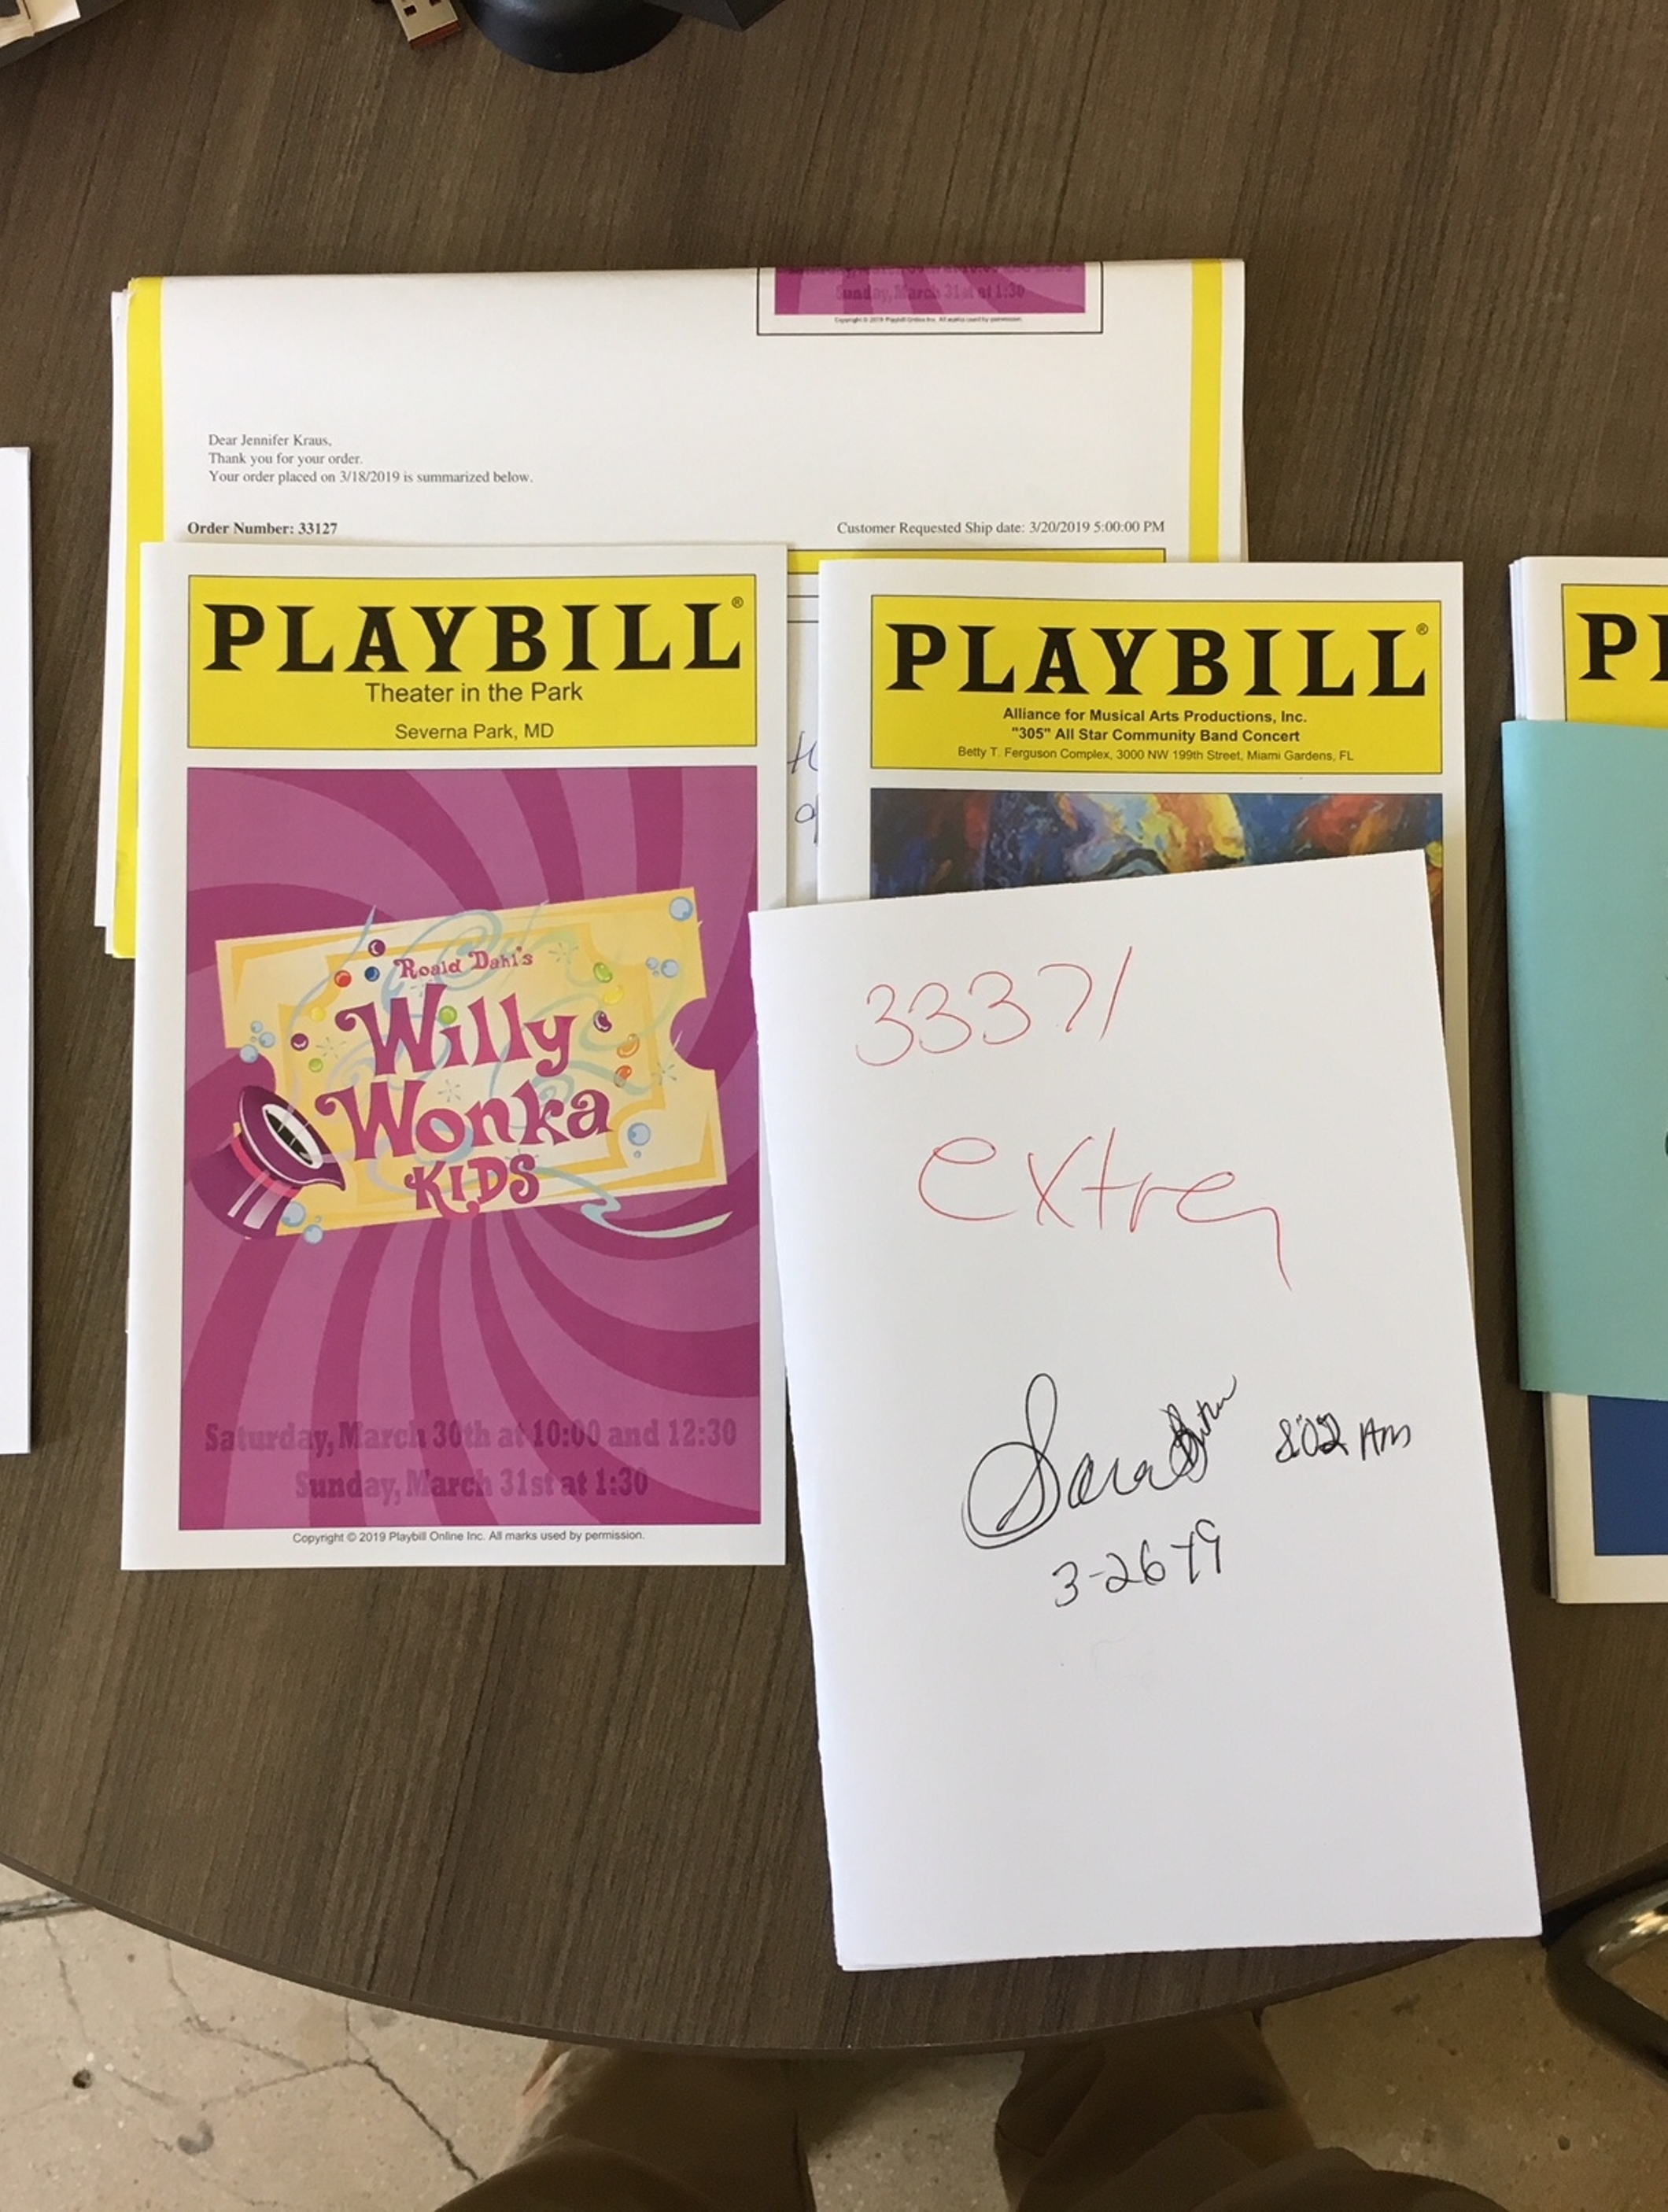 Sunday, March 31st at 1:30
Copyright © 2019 Playbill Online Inc. All marks used by permission.
Dear Jennifer Kraus,
Thank you for your order.
Your order placed on 3/18/2019 is summarized below.
Order Number: 33127
Customer Requested Ship date: 3/20/2019 5:00:00 PM
PLAYBILL®
Theater in the Park
Severna Park, MD
Roald Dahl's
Willy
Wonka
KIDS
Saturday, March 30th at 10:00 and 12:30
Sunday, March 31st at 1:30
Copyright © 2019 Playbill Online Inc. All marks used by permission.
PLAYBILL®
Alliance for Musical Arts Productions, Inc.
"305" All Star Community Band Concert
Betty T. Ferguson Complex, 3000 NW 199th Street, Miami Gardens, FL
33371
extra
Sara 8:02 AM
3-26-19
PL